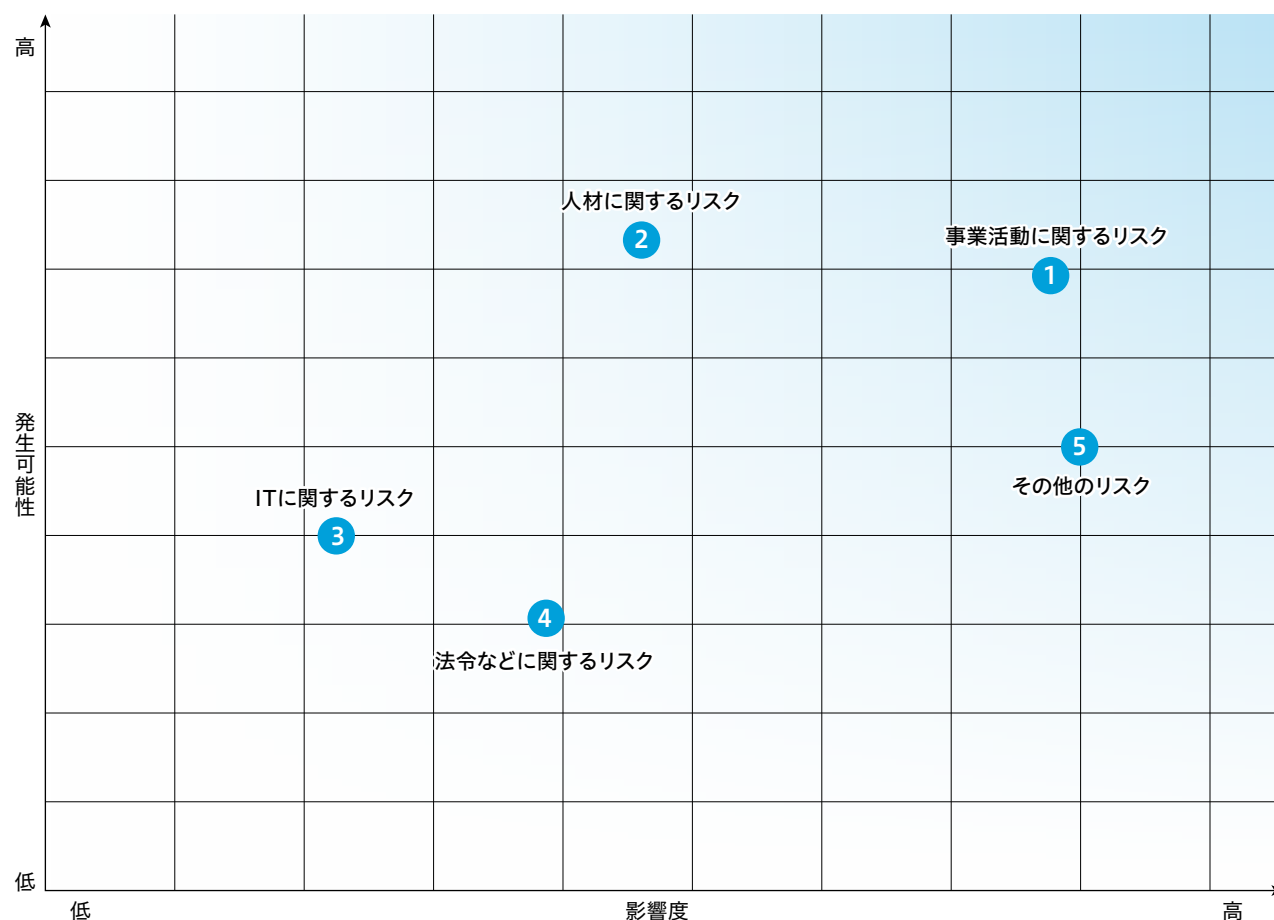 高
人材に関するリスク
2
事業活動に関するリスク
1
発生可能性
5
その他のリスク
ITに関するリスク
3
4
法令などに関するリスク
低
低
影響度
高